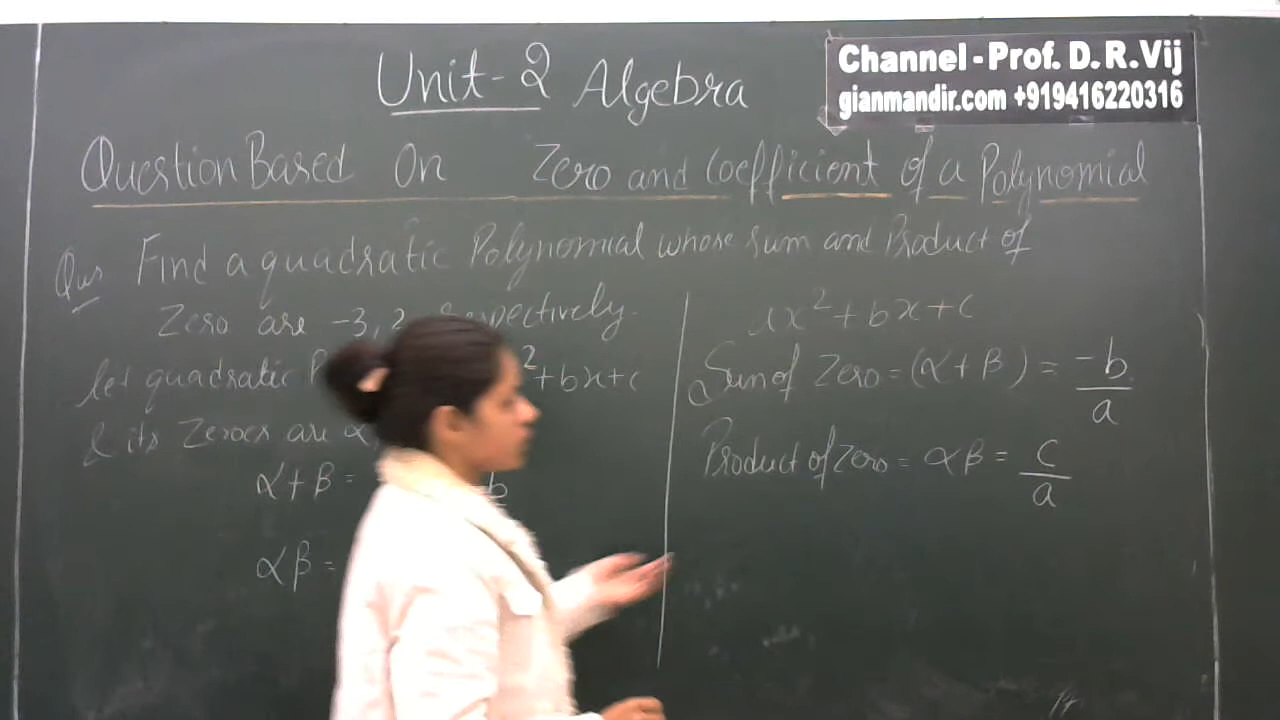 Unit-2 Algebra
Channel - Prof. D.R.Vij
gianmandir.com +919416220316
Question Based On Zero and Coefficient of a Polynomial
Ques Find a quadratic Polynomial whose sum and Product of
Zero are -3, 2 respectively.
let quadratic P ² + bx + c
& its Zeroes are α
α + β = -b
αβ =
ax² + bx + c
Sum of Zero = (α + β) = -b/a
Product of Zero = αβ = c/a